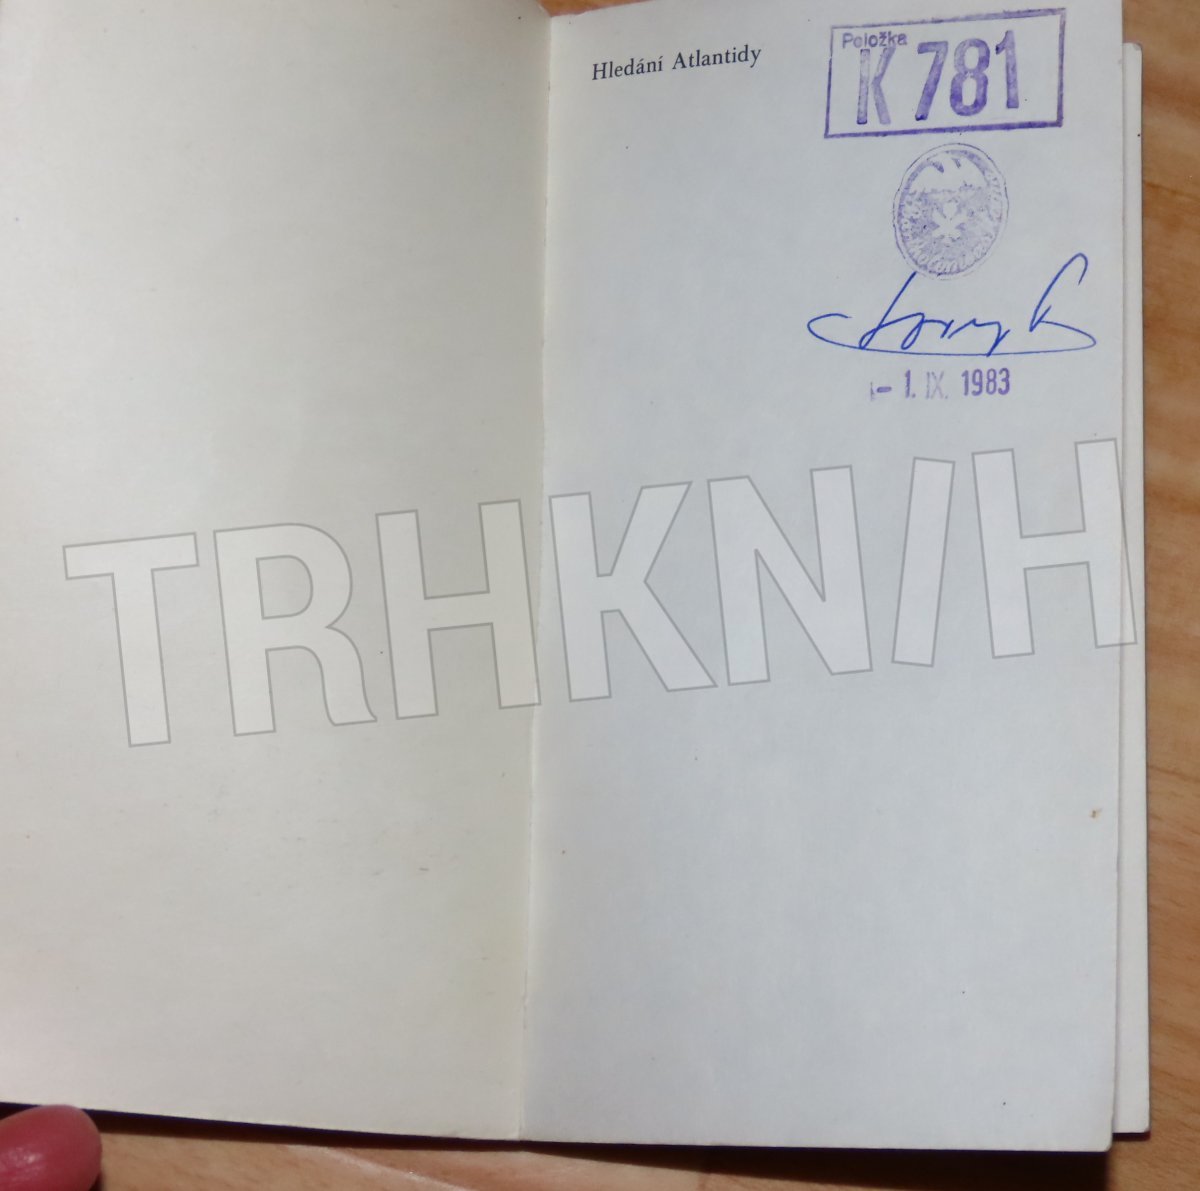 Hledání Atlantidy
Položka
K 781
- 1. IX. 1983
TRHKNIH